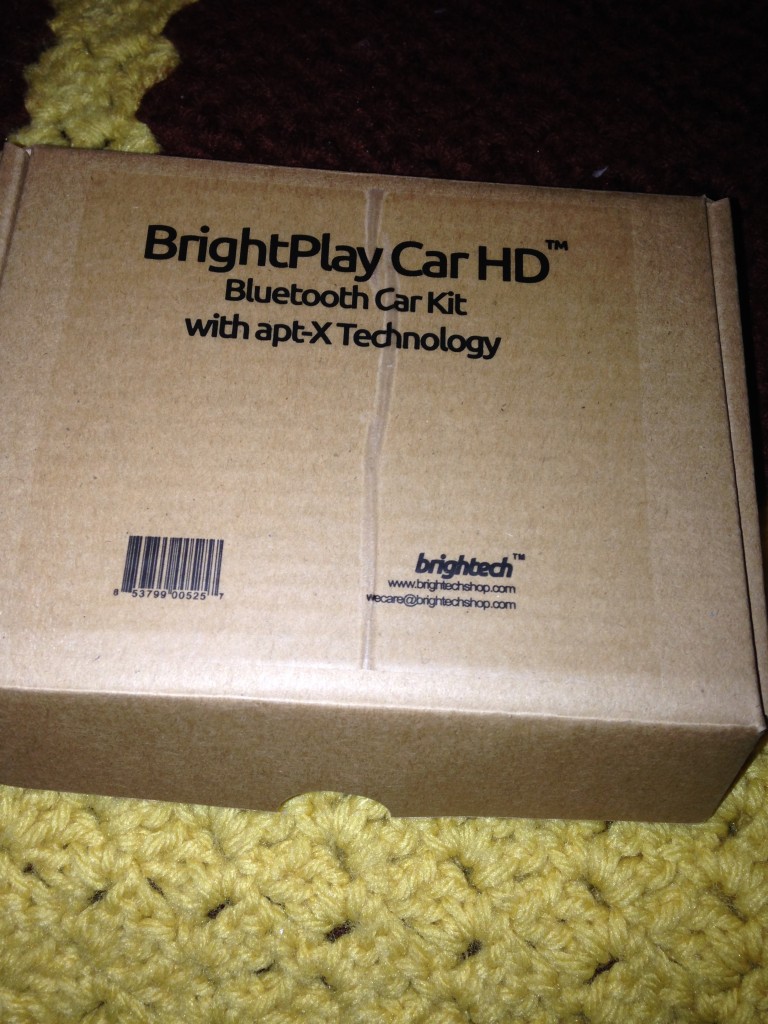 BrightPlay Car HD™
Bluetooth Car Kit
with apt-X Technology
8 53799 00525 7
brightech™
www.brightechshop.com
wecare@brightechshop.com